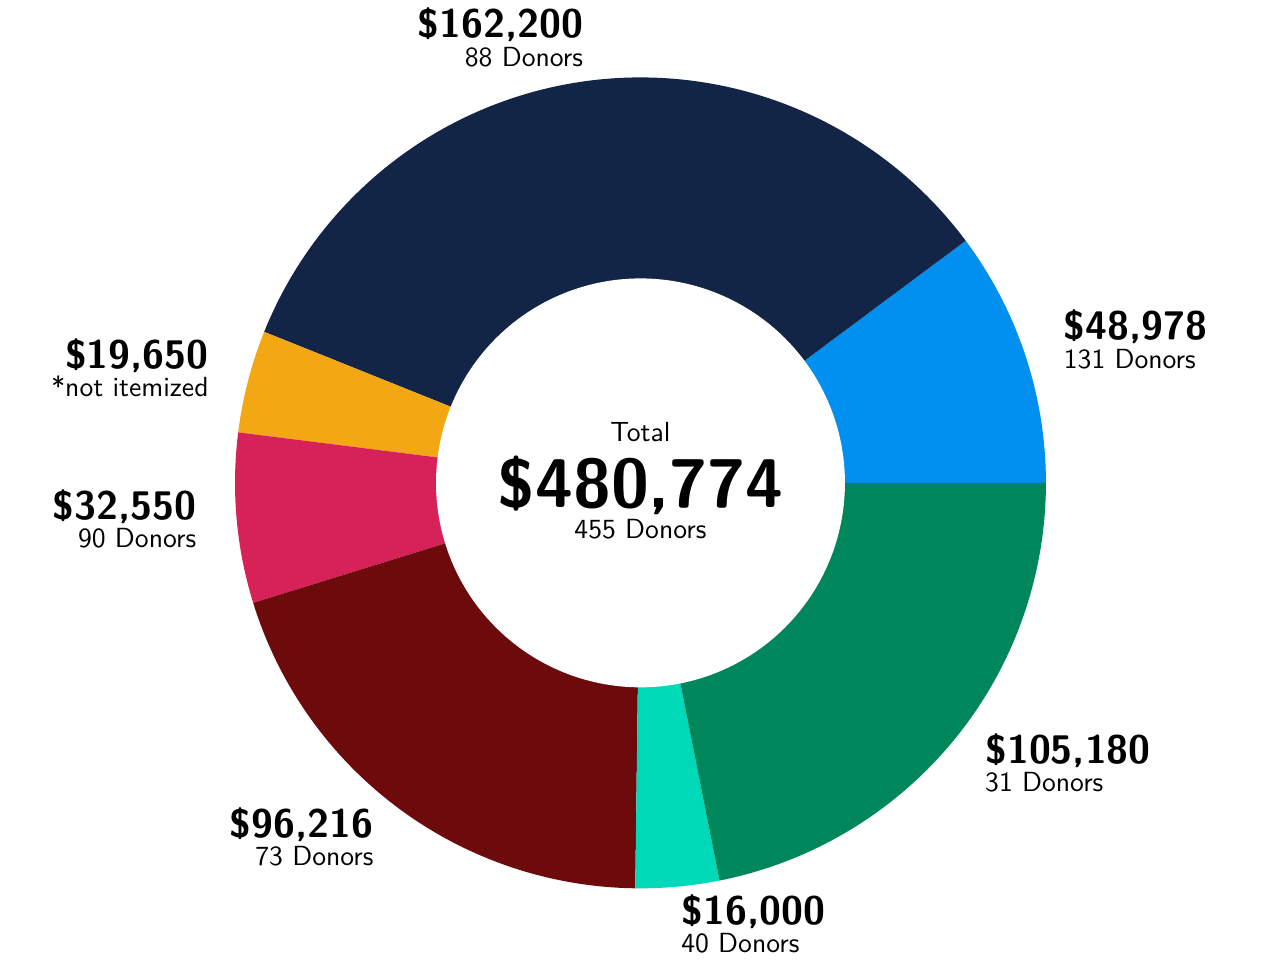 $162,200
88 Donors
$48,978
131 Donors
$19,650
*not itemized
Total
$480,774
455 Donors
$32,550
90 Donors
$105,180
31 Donors
$96,216
73 Donors
$16,000
40 Donors